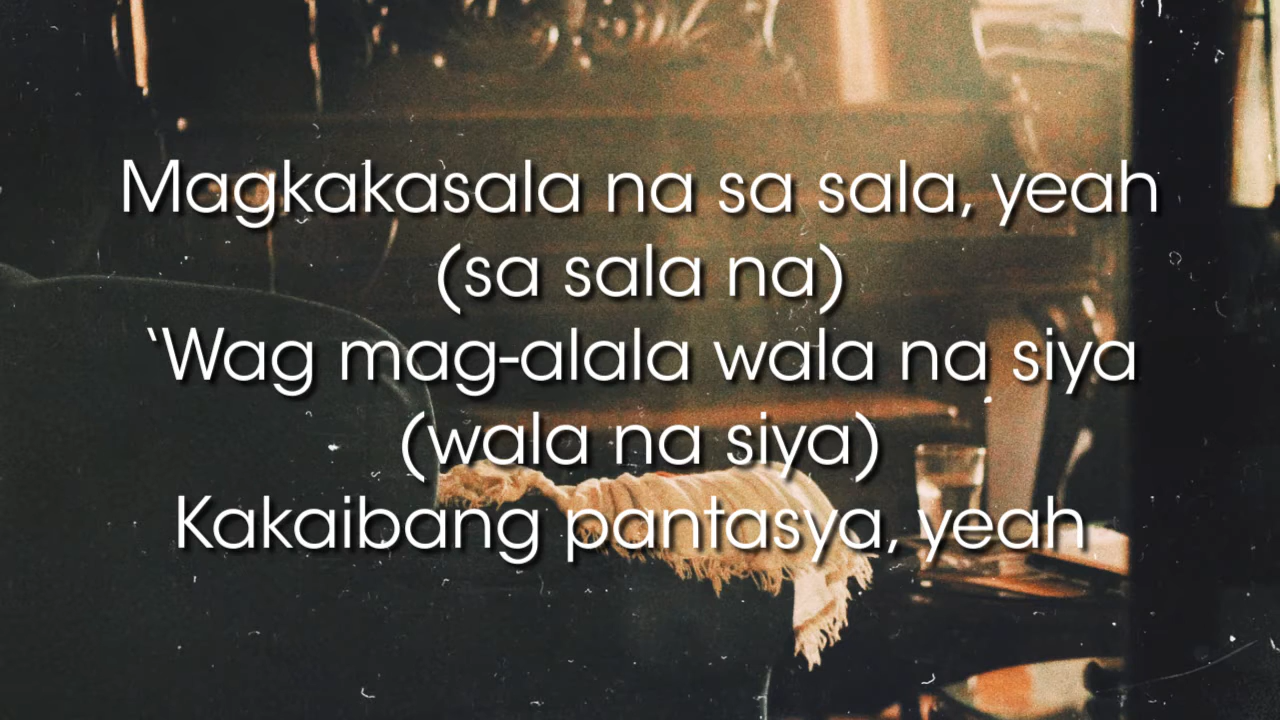 Magkakasala na sa sala, yeah
(sa sala na)
‘Wag mag-alala wala na siya
(wala na siya)
Kakaibang pantasya, yeah